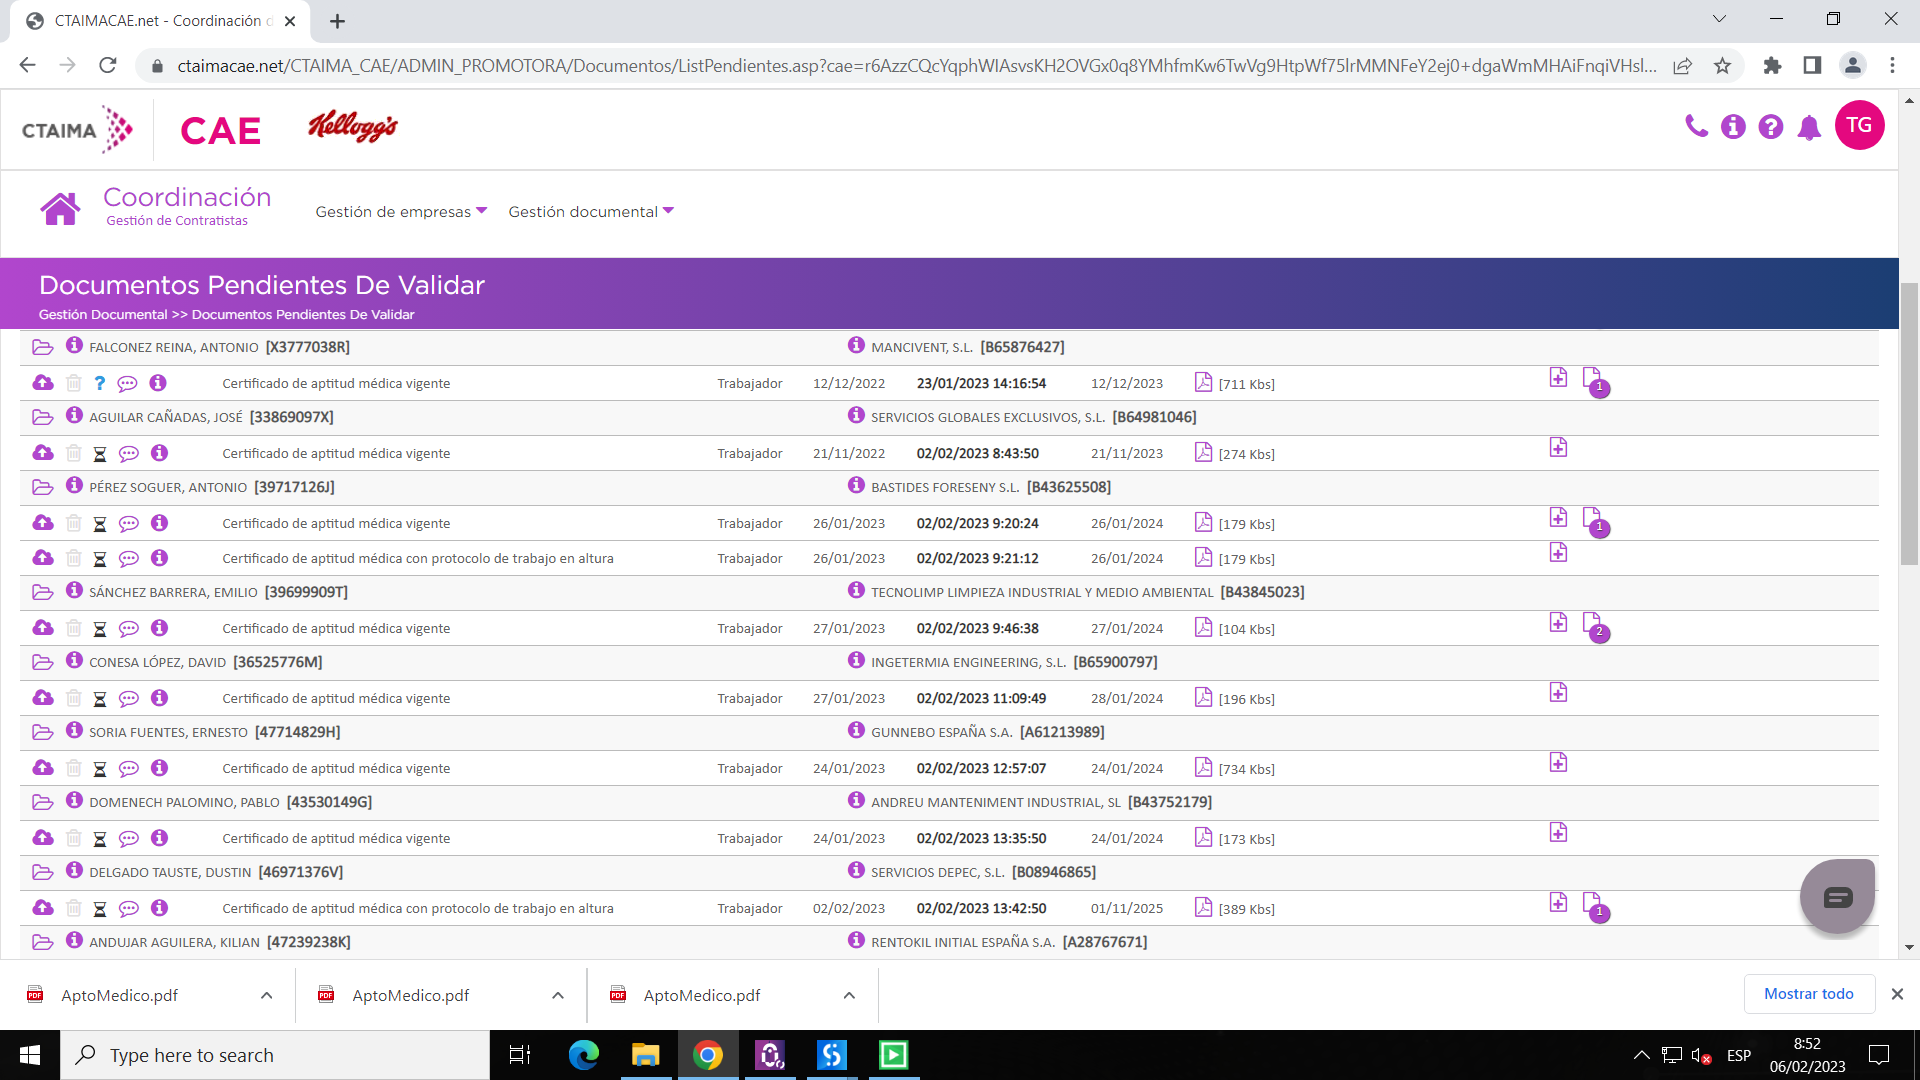 CTAIMACAE.net - Coordinación d
ctaimacae.net/CTAIMA_CAE/ADMIN_PROMOTORA/Documentos/ListPendientes.asp?cae=r6AzzCQcYqphWIAsvsKH2OVGx0q8YMhfmKw6TwVg9HtpWf75lrMMNFeY2ej0+dgaWmMHAiFnqiVHsl...
CTAIMA CAE Kellogg's TG
Coordinación
Gestión de Contratistas
Gestión de empresas Gestión documental
Documentos Pendientes De Validar
Gestión Documental >> Documentos Pendientes De Validar
FALCONEZ REINA, ANTONIO [X3777038R] MANCIVENT, S.L. [B65876427]
? Certificado de aptitud médica vigente Trabajador 12/12/2022 23/01/2023 14:16:54 12/12/2023 [711 Kbs] 1
AGUILAR CAÑADAS, JOSÉ [33869097X] SERVICIOS GLOBALES EXCLUSIVOS, S.L. [B64981046]
Certificado de aptitud médica vigente Trabajador 21/11/2022 02/02/2023 8:43:50 21/11/2023 [274 Kbs]
PÉREZ SOGUER, ANTONIO [39717126J] BASTIDES FORESENY S.L. [B43625508]
Certificado de aptitud médica vigente Trabajador 26/01/2023 02/02/2023 9:20:24 26/01/2024 [179 Kbs] 1
Certificado de aptitud médica con protocolo de trabajo en altura Trabajador 26/01/2023 02/02/2023 9:21:12 26/01/2024 [179 Kbs]
SÁNCHEZ BARRERA, EMILIO [39699909T] TECNOLIMP LIMPIEZA INDUSTRIAL Y MEDIO AMBIENTAL [B43845023]
Certificado de aptitud médica vigente Trabajador 27/01/2023 02/02/2023 9:46:38 27/01/2024 [104 Kbs] 2
CONESA LÓPEZ, DAVID [36525776M] INGETERMIA ENGINEERING, S.L. [B65900797]
Certificado de aptitud médica vigente Trabajador 27/01/2023 02/02/2023 11:09:49 28/01/2024 [196 Kbs]
SORIA FUENTES, ERNESTO [47714829H] GUNNEBO ESPAÑA S.A. [A61213989]
Certificado de aptitud médica vigente Trabajador 24/01/2023 02/02/2023 12:57:07 24/01/2024 [734 Kbs]
DOMENECH PALOMINO, PABLO [43530149G] ANDREU MANTENIMENT INDUSTRIAL, SL [B43752179]
Certificado de aptitud médica vigente Trabajador 24/01/2023 02/02/2023 13:35:50 24/01/2024 [173 Kbs]
DELGADO TAUSTE, DUSTIN [46971376V] SERVICIOS DEPEC, S.L. [B08946865]
Certificado de aptitud médica con protocolo de trabajo en altura Trabajador 02/02/2023 02/02/2023 13:42:50 01/11/2025 [389 Kbs] 1
ANDUJAR AGUILERA, KILIAN [47239238K] RENTOKIL INITIAL ESPAÑA S.A. [A28767671]
AptoMedico.pdf AptoMedico.pdf AptoMedico.pdf Mostrar todo
Type here to search ESP 8:52
06/02/2023